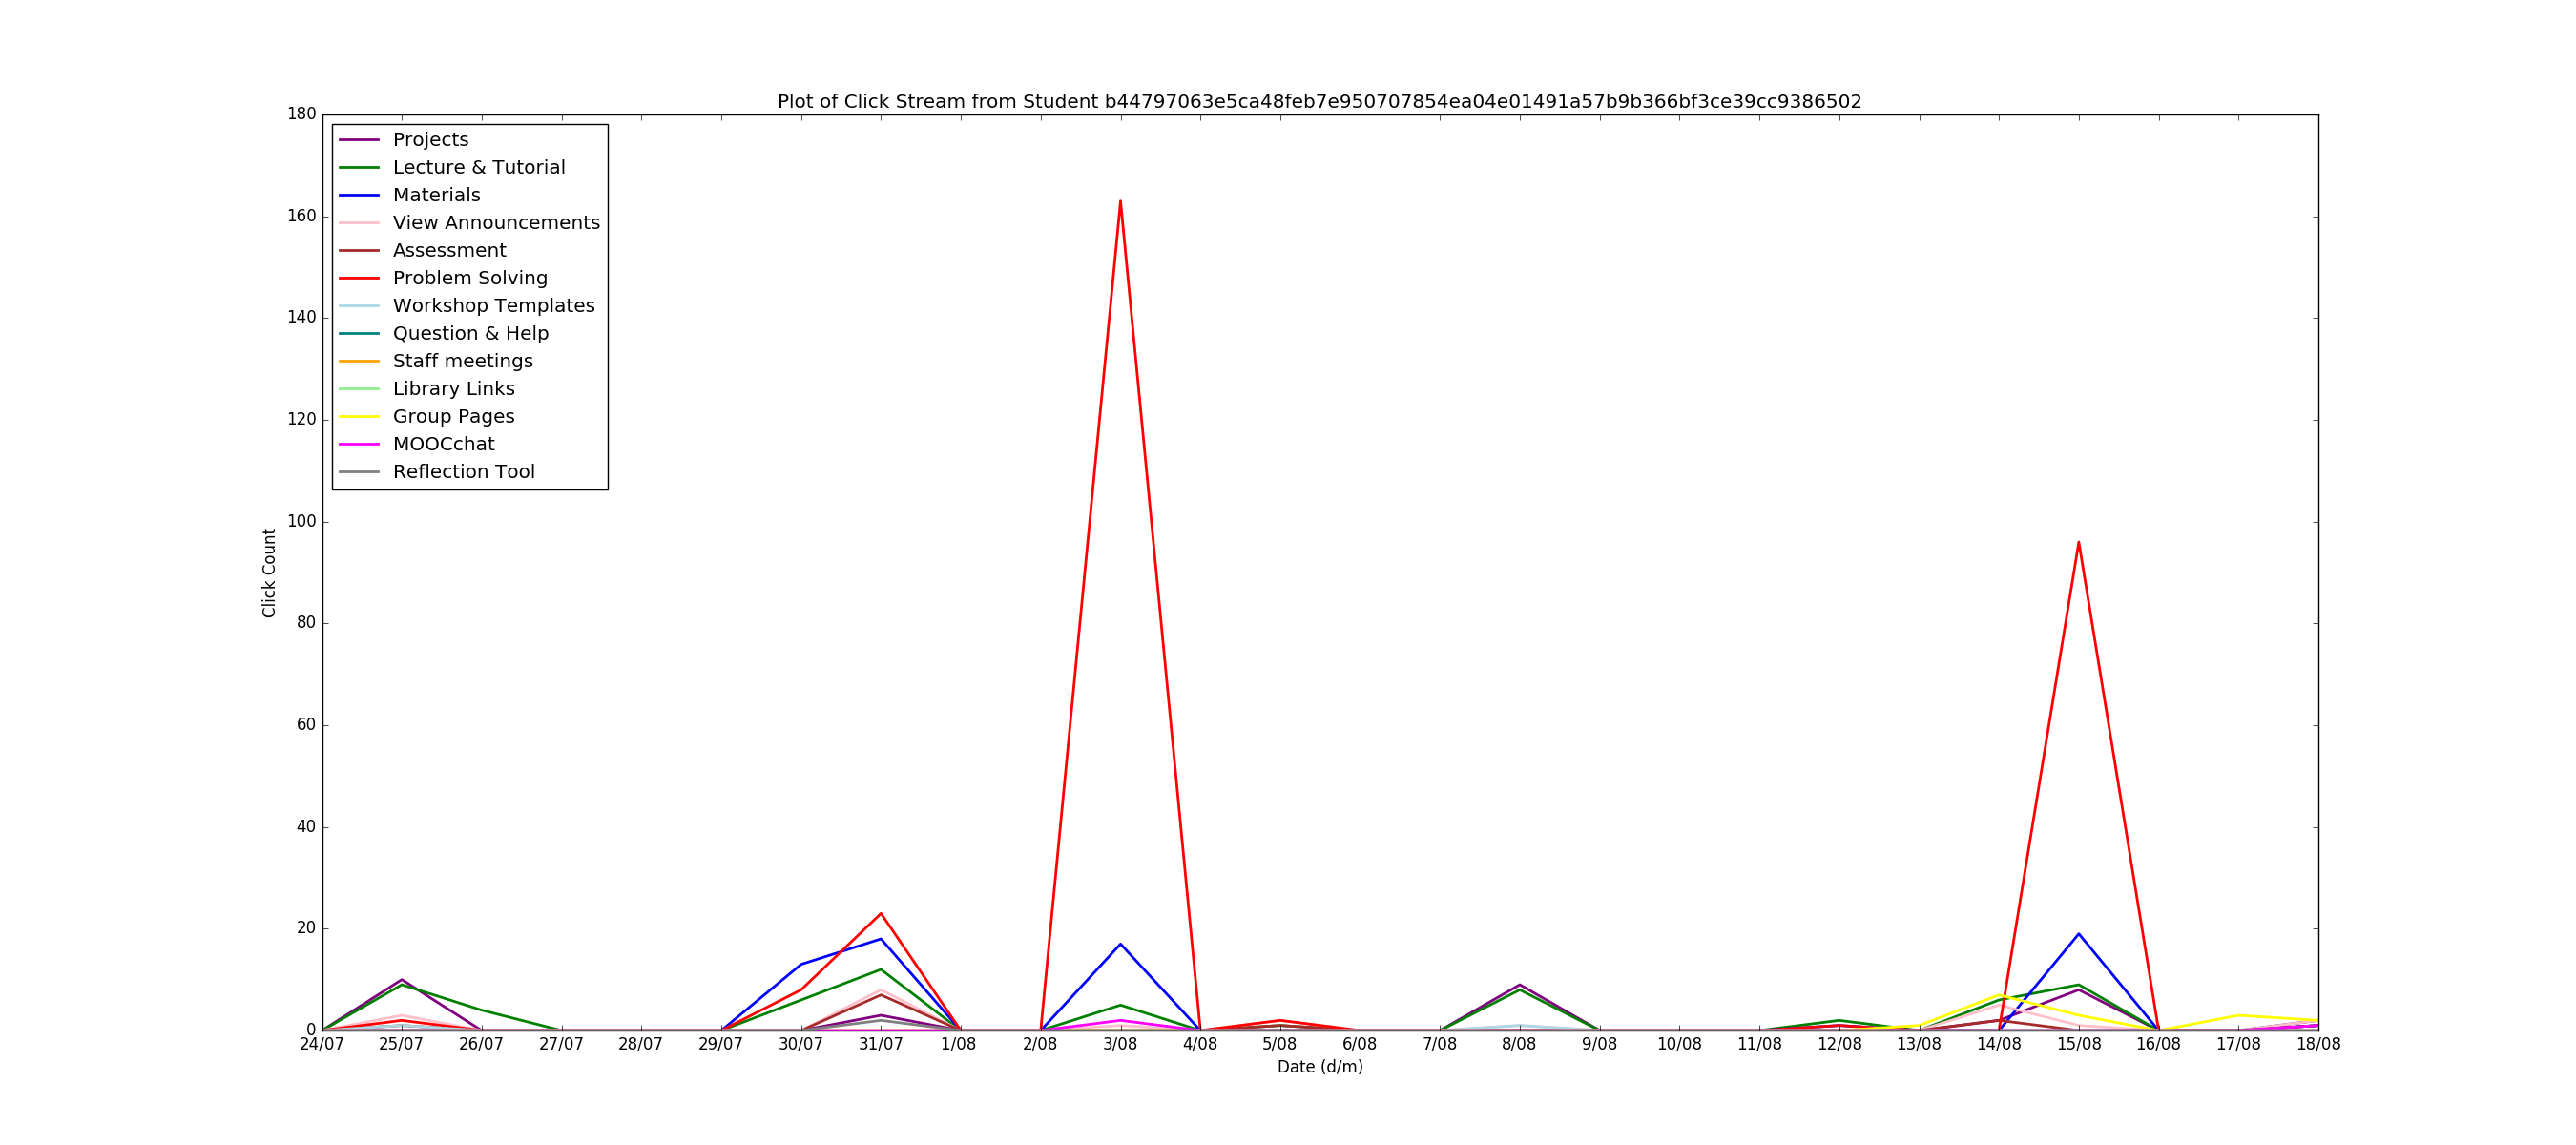 Plot of Click Stream from Student b44797063e5ca48feb7e950707854ea04e01491a57b9b366bf3ce39cc9386502
180
160
140
120
100
80
60
40
20
0
Click Count
Projects
Lecture & Tutorial
Materials
View Announcements
Assessment
Problem Solving
Workshop Templates
Question & Help
Staff meetings
Library Links
Group Pages
MOOCchat
Reflection Tool
24/07 25/07 26/07 27/07 28/07 29/07 30/07 31/07 1/08 2/08 3/08 4/08 5/08 6/08 7/08 8/08 9/08 10/08 11/08 12/08 13/08 14/08 15/08 16/08 17/08 18/08
Date (d/m)